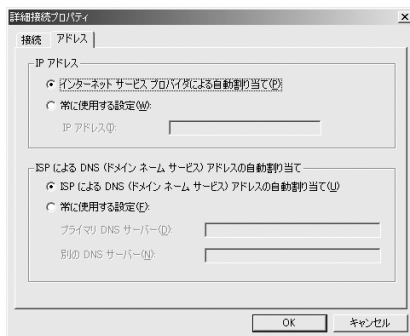 詳細接続プロパティ
接続 アドレス
IP アドレス
インターネット サービス プロバイダによる自動割り当て(P)
常に使用する設定(W):
IP アドレス(I):
ISP による DNS (ドメイン ネーム サービス) アドレスの自動割り当て
ISP による DNS (ドメイン ネーム サービス) アドレスの自動割り当て(U)
常に使用する設定(F):
プライマリ DNS サーバー(D):
別の DNS サーバー(N):
OK キャンセル